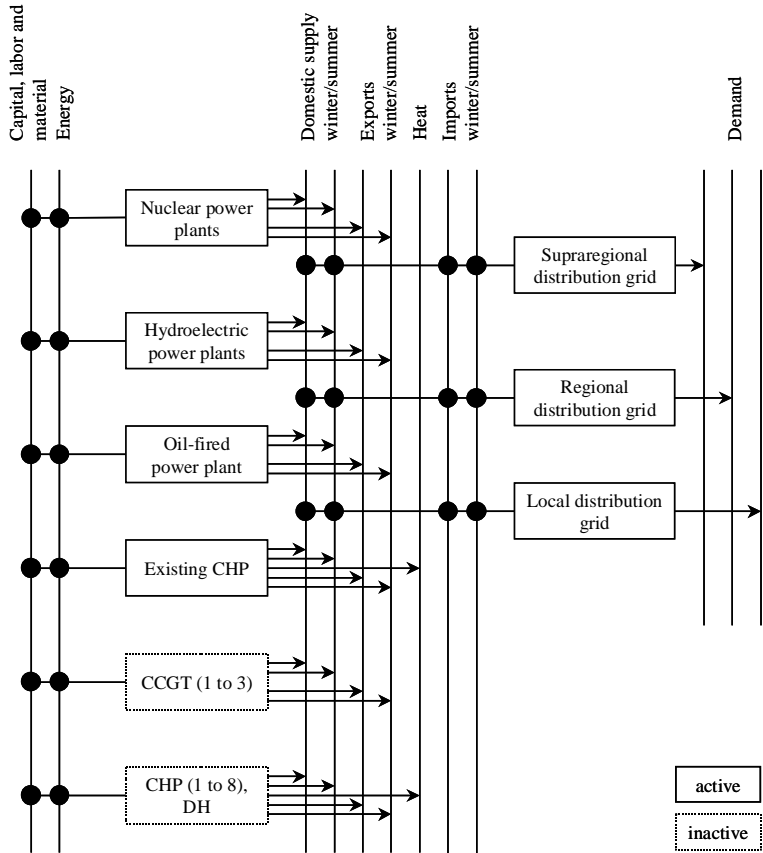 Capital, labor and
material
Energy
Domestic supply
winter/summer
Exports
winter/summer
Heat
Imports
winter/summer
Demand
Nuclear power
plants
Supraregional
distribution grid
Hydroelectric
power plants
Regional
distribution grid
Oil-fired
power plant
Local distribution
grid
Existing CHP
CCGT (1 to 3)
CHP (1 to 8),
DH
active
inactive